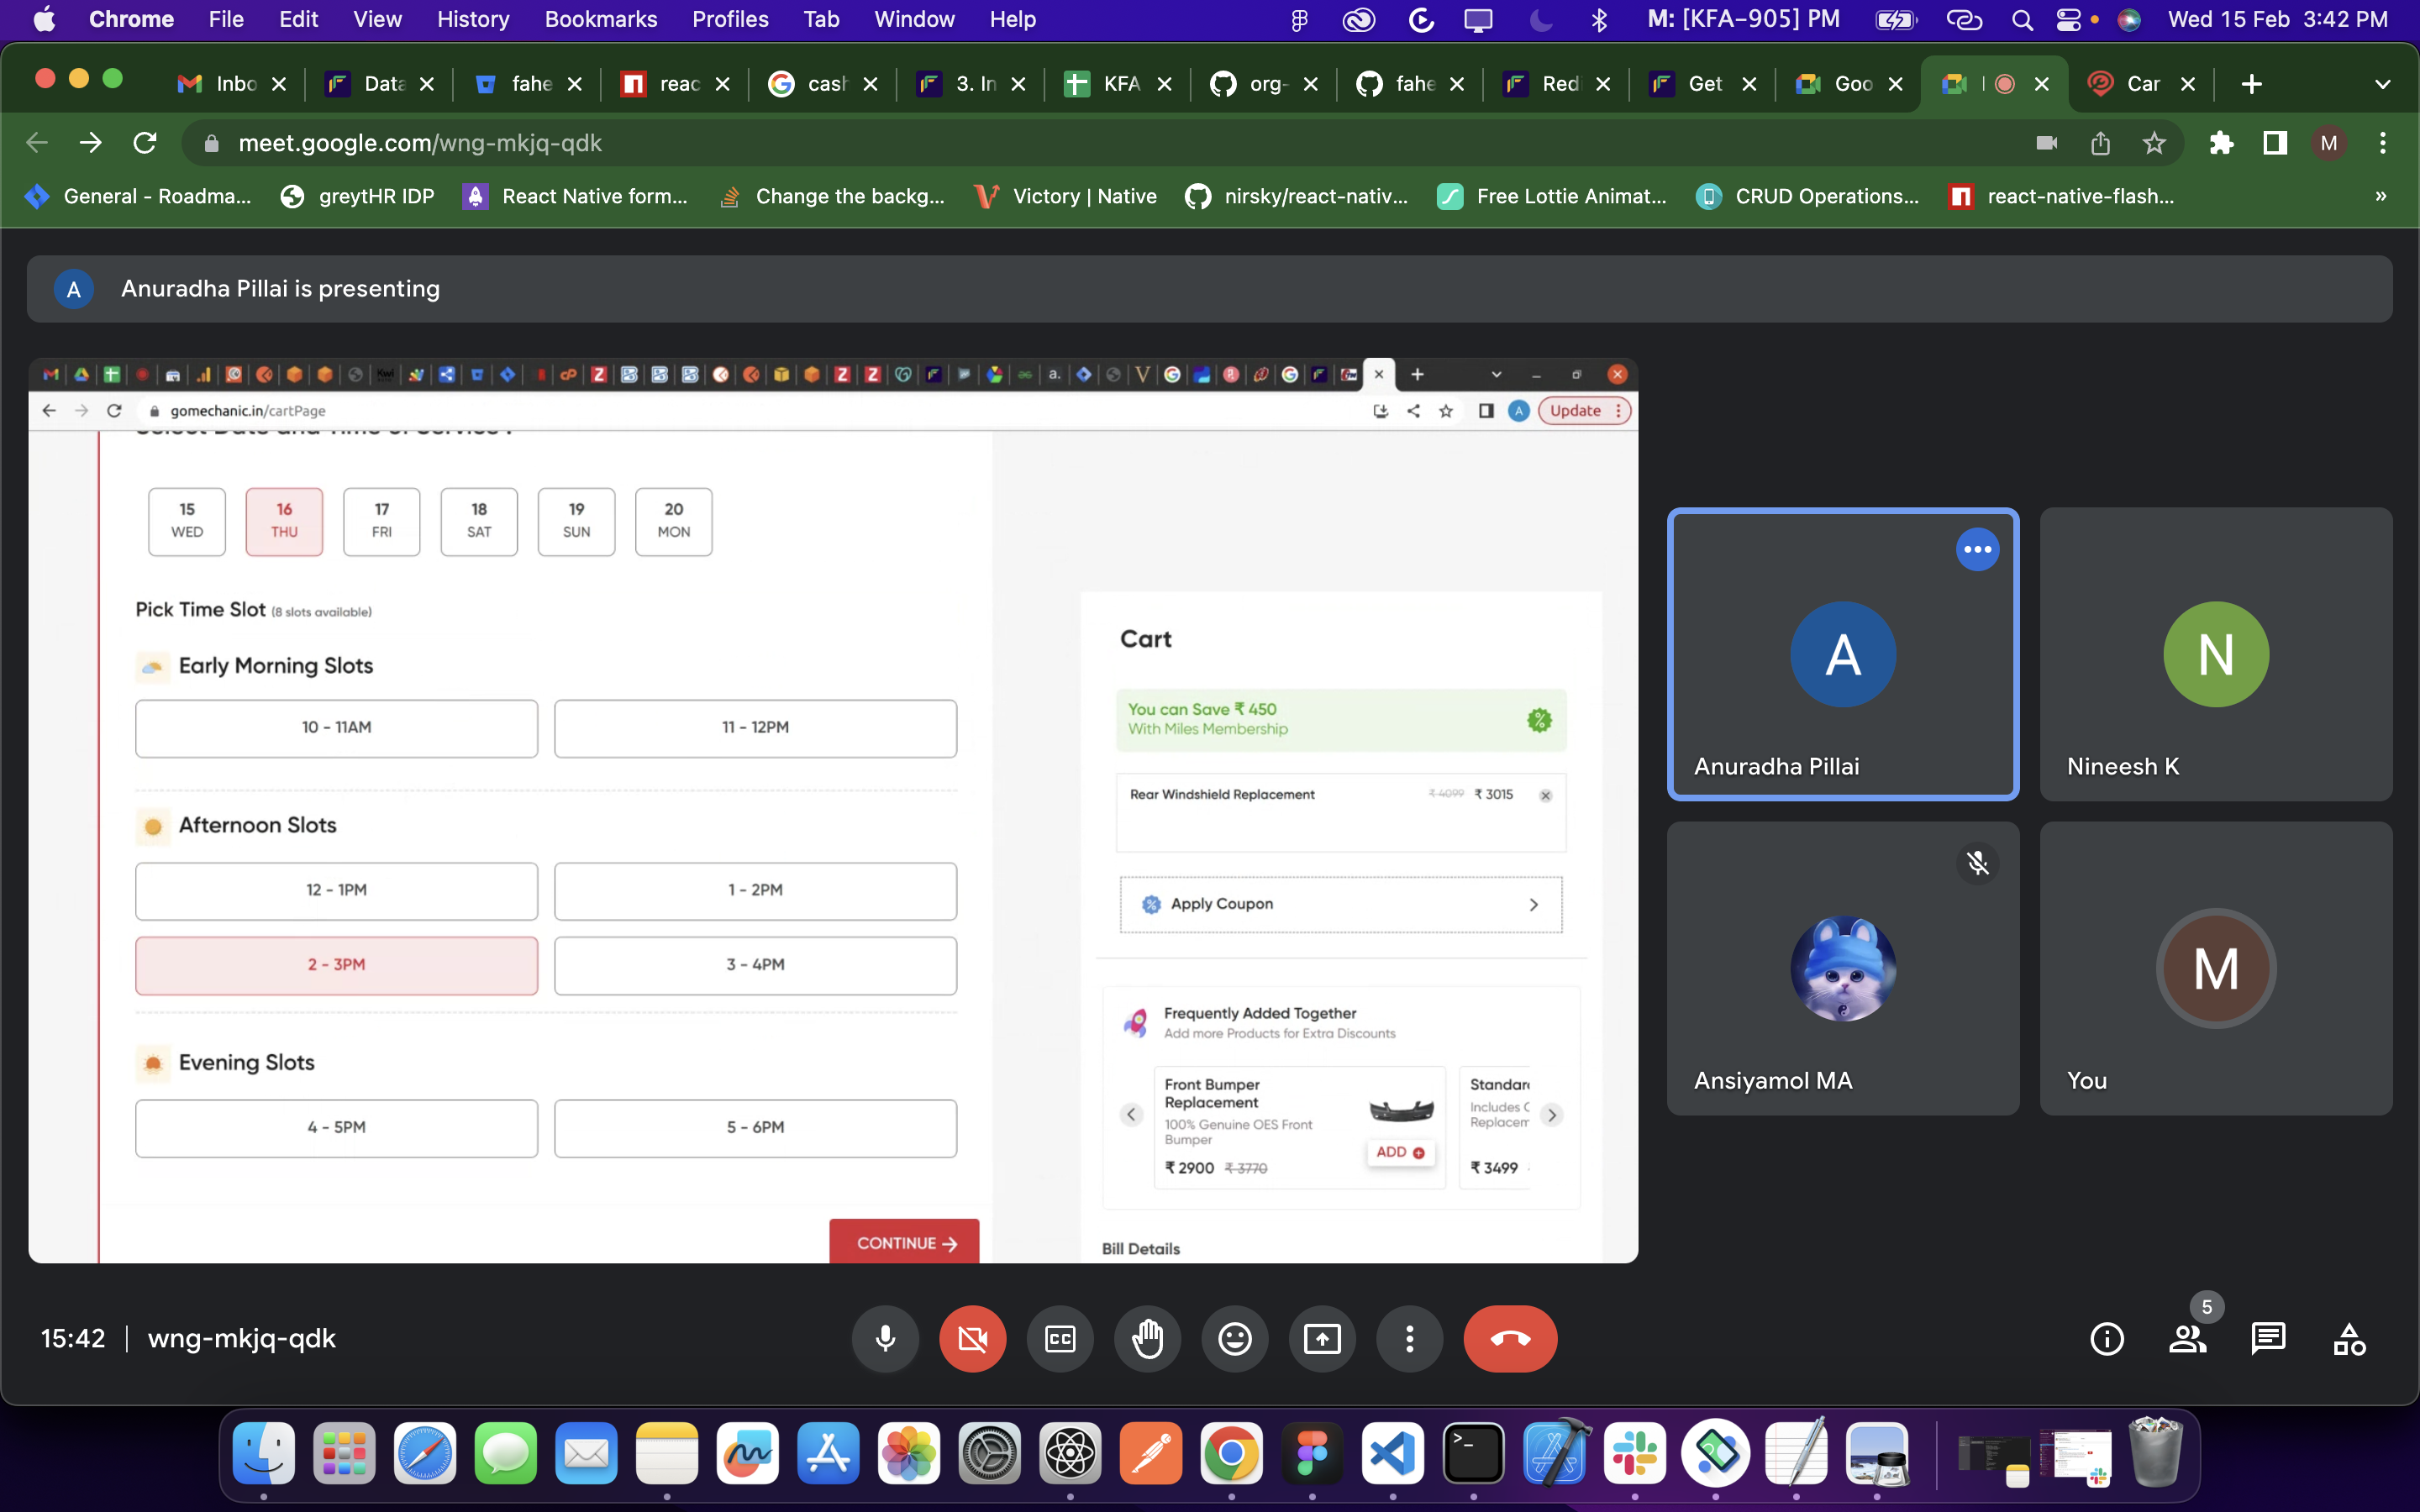 Chrome File Edit View History Bookmarks Profiles Tab Window Help M: [KFA-905] PM Wed 15 Feb 3:42 PM
Inbo Data fahe reac cash 3. In KFA org- fahe Red Get Goo Car
meet.google.com/wng-mkjq-qdk M
General - Roadma... greytHR IDP React Native form... Change the backg... Victory | Native nirsky/react-nativ... Free Lottie Animat... CRUD Operations... react-native-flash... »
A Anuradha Pillai is presenting
gomechanic.in/cartPage A Update
Select Date and Time of Service ?
15 16 17 18 19 20
WED THU FRI SAT SUN MON
Pick Time Slot (8 slots available)
Early Morning Slots
10 - 11AM 11 - 12PM
Afternoon Slots
12 - 1PM 1 - 2PM
2 - 3PM 3 - 4PM
Evening Slots
4 - 5PM 5 - 6PM
CONTINUE
Cart
You can Save ₹ 450
With Miles Membership
Rear Windshield Replacement ₹ 4099 ₹ 3015
Apply Coupon
Frequently Added Together
Add more Products for Extra Discounts
Front Bumper
Replacement
100% Genuine OES Front
Bumper
₹ 2900 ₹ 3770
ADD
Standard
Includes
Replacem
₹ 3499
Bill Details
A
Anuradha Pillai
N
Nineesh K
Ansiyamol MA
M
You
15:42 | wng-mkjq-qdk
CC
5